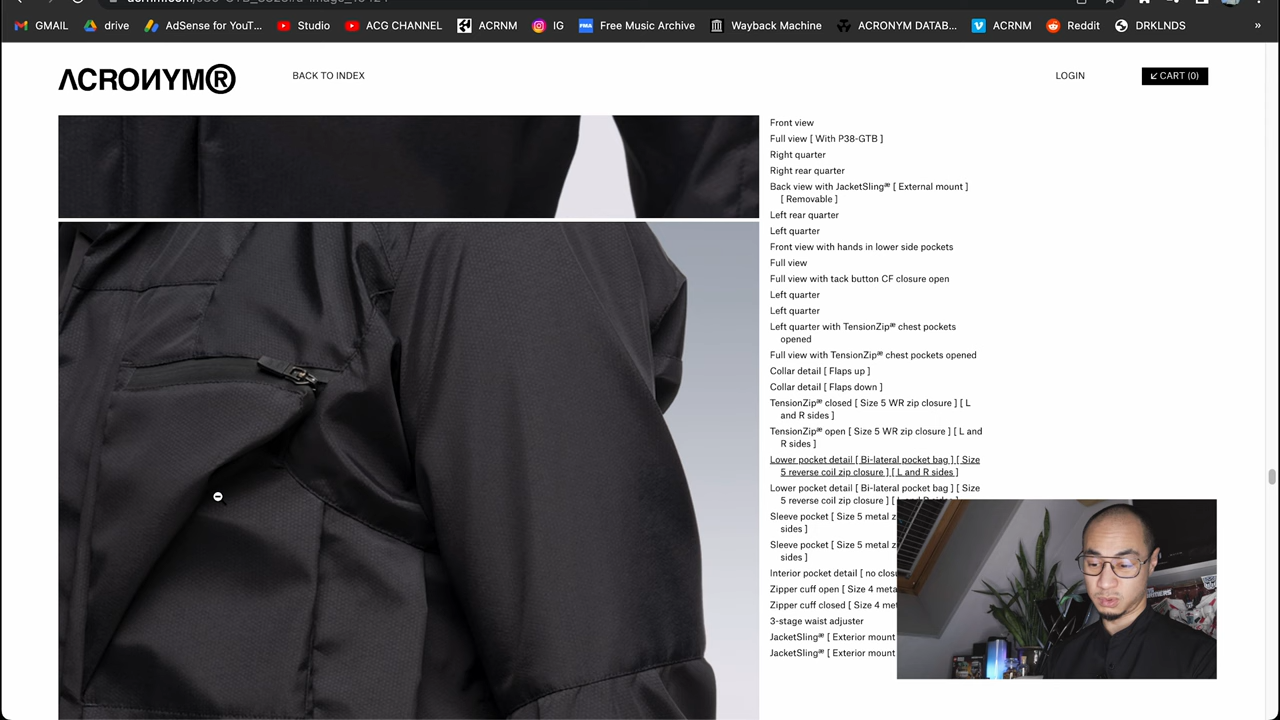 GMAIL drive AdSense for YouT... Studio ACG CHANNEL ACRNM IG Free Music Archive Wayback Machine ACRONYM DATAB... ACRNM Reddit DRKLNDS »
ACRONYM® BACK TO INDEX LOGIN CART (0)
Front view
Full view [ With P38-GTB ]
Right quarter
Right rear quarter
Back view with JacketSlingᴂ [ External mount ]
[ Removable ]
Left rear quarter
Left quarter
Front view with hands in lower side pockets
Full view
Full view with tack button CF closure open
Left quarter
Left quarter
Left quarter with TensionZipᴂ chest pockets
opened
Full view with TensionZipᴂ chest pockets opened
Collar detail [ Flaps up ]
Collar detail [ Flaps down ]
TensionZipᴂ closed [ Size 5 WR zip closure ] [ L
and R sides ]
TensionZipᴂ open [ Size 5 WR zip closure ] [ L and
R sides ]
Lower pocket detail [ Bi-lateral pocket bag ] [ Size
5 reverse coil zip closure ] [ L and R sides ]
Lower pocket detail [ Bi-lateral pocket bag ] [ Size
5 reverse coil zip closure ]
Sleeve pocket [ Size 5 metal z
sides ]
Sleeve pocket [ Size 5 metal z
sides ]
Interior pocket detail [ no clos
Zipper cuff open [ Size 4 meta
Zipper cuff closed [ Size 4 met
3-stage waist adjuster
JacketSlingᴂ [ Exterior mount
JacketSlingᴂ [ Exterior mount